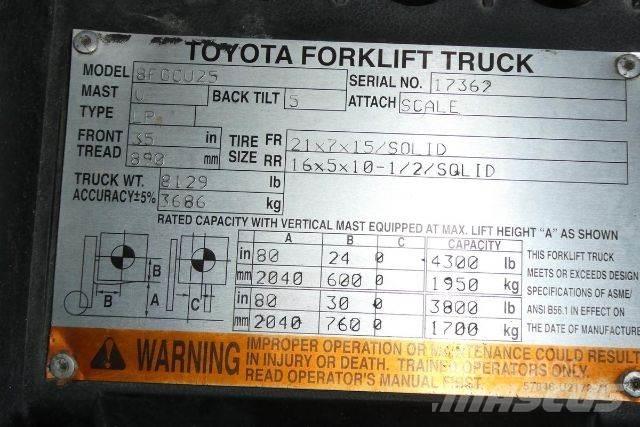 TOYOTA FORKLIFT TRUCK
MODEL 8FGCU25 SERIAL NO. 17369
MAST V BACK TILT 5 ATTACH SCALE
TYPE LP
FRONT TREAD 35 in 890 mm
TIRE SIZE FR 21x7x15/SOLID
RR 16x5x10-1/2/SOLID
TRUCK WT. 8129 lb
ACCURACY±5% 3686 kg
RATED CAPACITY WITH VERTICAL MAST EQUIPPED AT MAX. LIFT HEIGHT "A" AS SHOWN
A B C CAPACITY
in 80 24 0 4300 lb
mm 2040 600 0 1950 kg
in 80 30 0 3800 lb
mm 2040 760 0 1700 kg
B B A C
THIS FORKLIFT TRUCK
MEETS OR EXCEEDS DESIGN
SPECIFICATIONS OF ASME/
ANSI B56.1 IN EFFECT ON
THE DATE OF MANUFACTURE
WARNING
IMPROPER OPERATION OR MAINTENANCE COULD RESULT
IN INJURY OR DEATH. TRAINED OPERATORS ONLY.
READ OPERATOR'S MANUAL FIRST.
MASCUS